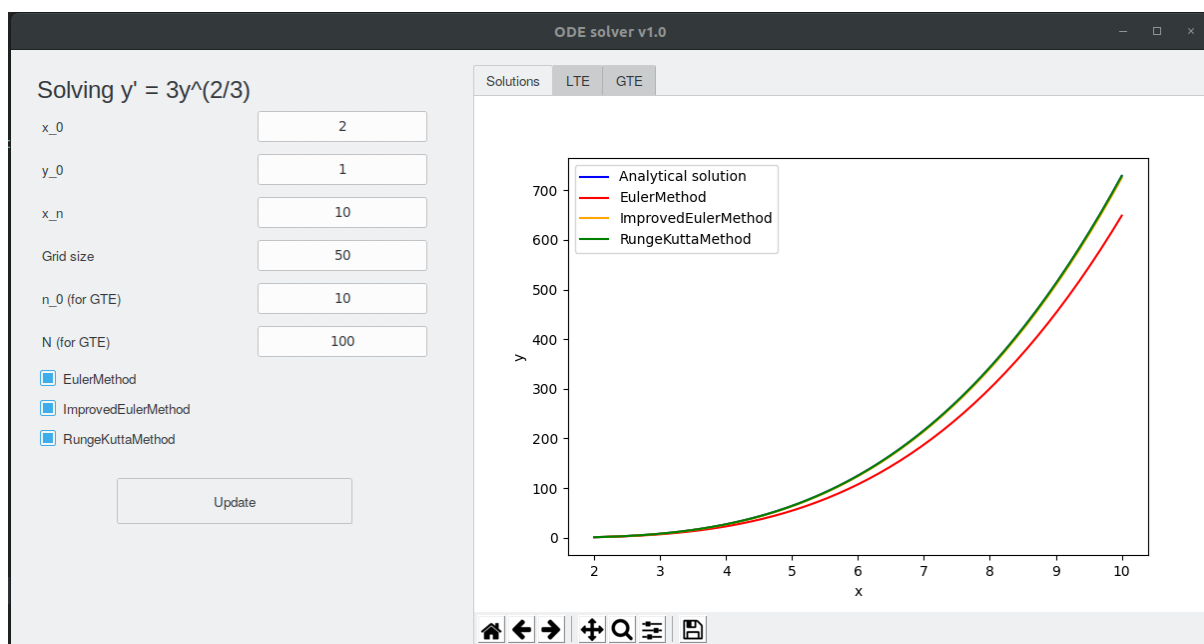 ODE solver v1.0
Solving y' = 3y^(2/3)
x_0
2
y_0
1
x_n
10
Grid size
50
n_0 (for GTE)
10
N (for GTE)
100
EulerMethod
ImprovedEulerMethod
RungeKuttaMethod
Update
Solutions LTE GTE
Analytical solution
EulerMethod
ImprovedEulerMethod
RungeKuttaMethod
y
700
600
500
400
300
200
100
0
2 3 4 5 6 7 8 9 10
x